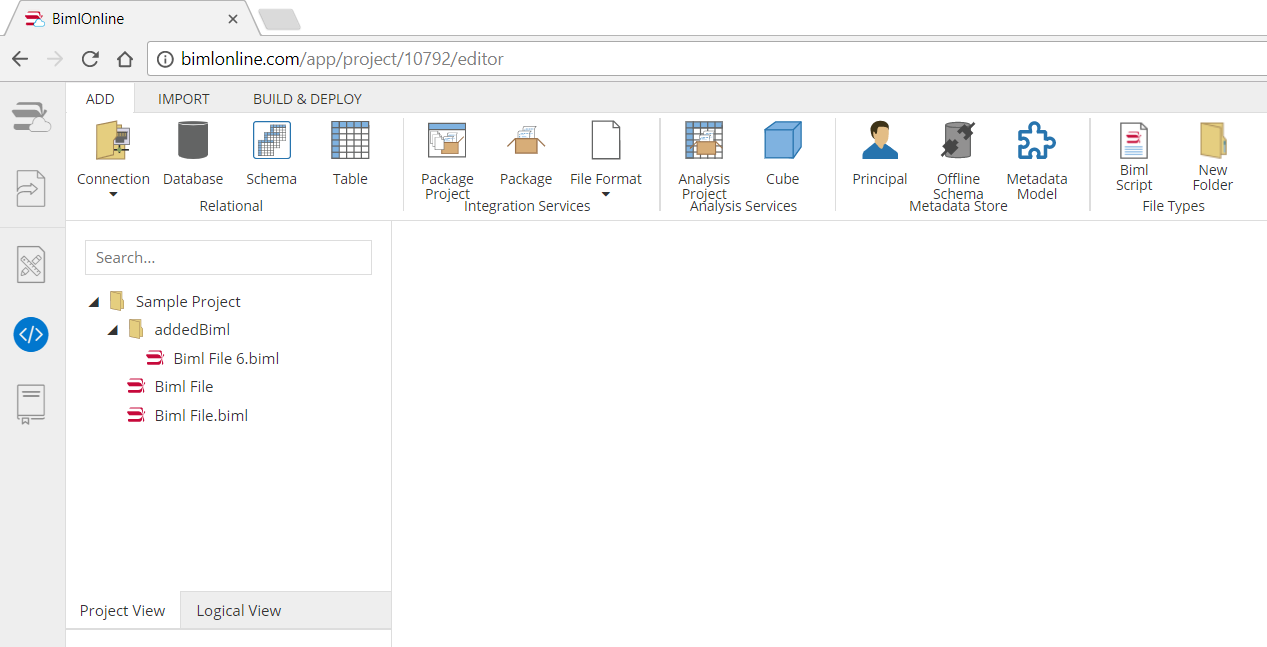 BimlOnline
bimlonline.com/app/project/10792/editor
ADD IMPORT BUILD & DEPLOY
Connection Database Schema Table
Relational
Package Project Package File Format
Integration Services
Analysis Project Cube
Analysis Services
Principal Offline Schema Metadata Model
Metadata Store
Biml Script New Folder
File Types
Search...
Sample Project
addedBiml
Biml File 6.biml
Biml File
Biml File.biml
Project View Logical View